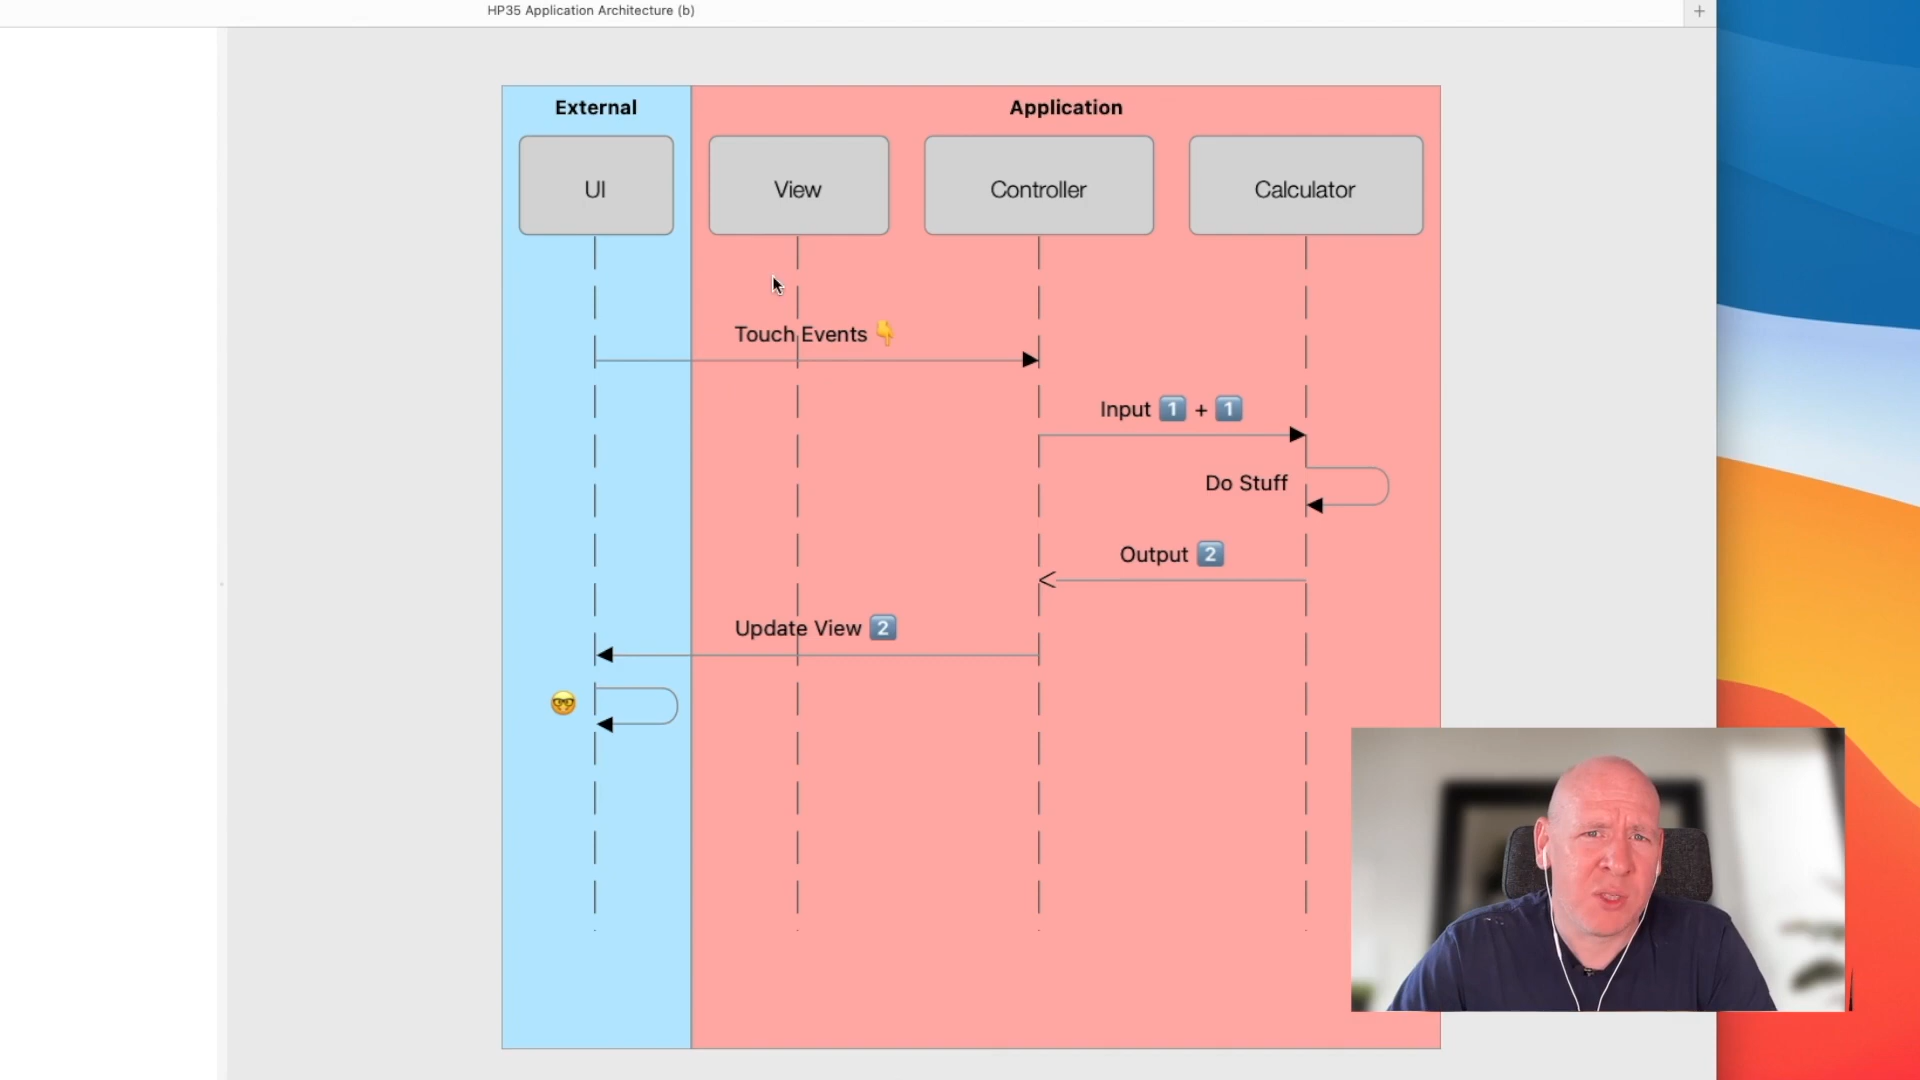 HP35 Application Architecture (b)
External
Application
UI
View
Controller
Calculator
Touch Events 👇
Input 1️⃣ + 1️⃣
Do Stuff
Output 2️⃣
Update View 2️⃣